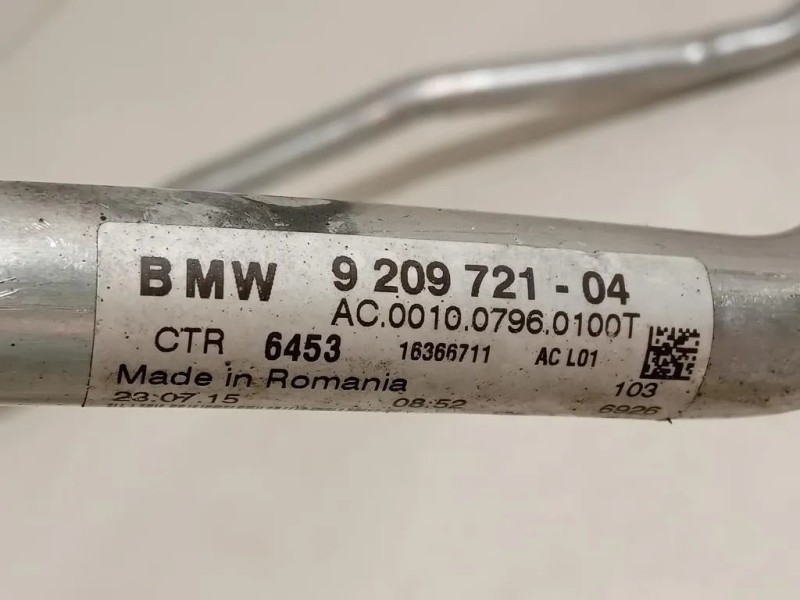 BMW 9 209 721 - 04
AC.0010.0796.0100T
CTR 6453 16366711 AC L01
Made in Romania 103
23.07.15 08:52 6926